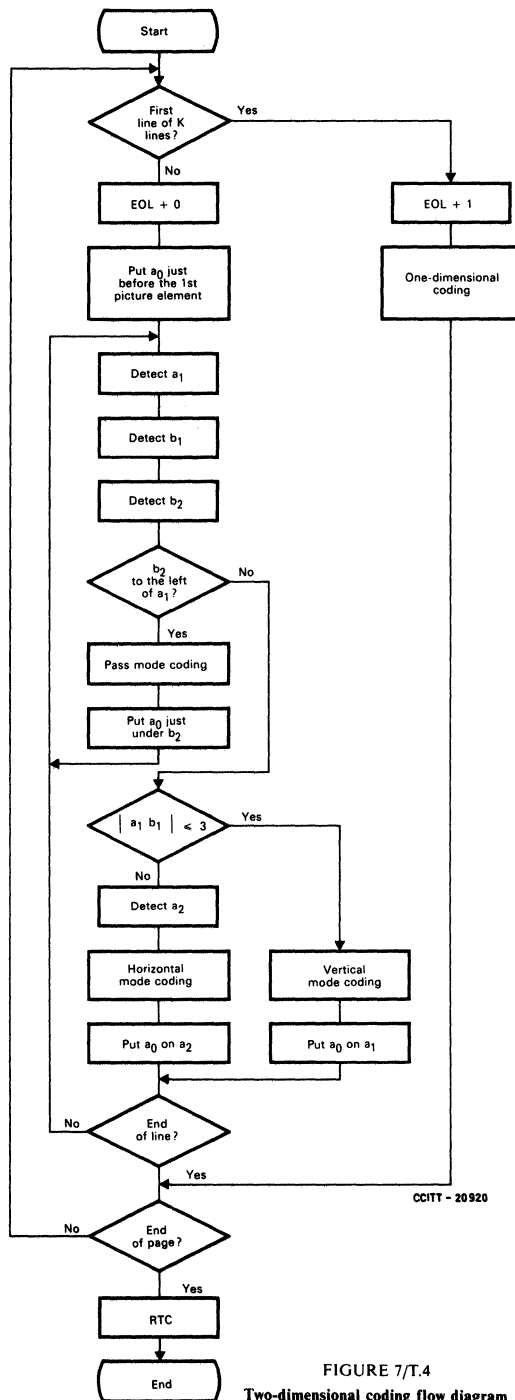 Start
First
line of K
lines?
Yes
No
EOL + 0
EOL + 1
Put a0 just
before the 1st
picture element
One-dimensional
coding
Detect a1
Detect b1
Detect b2
b2
to the left
of a1?
No
Yes
Pass mode coding
Put a0 just
under b2
| a1 b1 | ≤ 3
Yes
No
Detect a2
Horizontal
mode coding
Vertical
mode coding
Put a0 on a2
Put a0 on a1
No
End
of line?
Yes
CCITT - 20920
No
End
of page?
Yes
RTC
End
FIGURE 7/T.4
Two-dimensional coding flow diagram